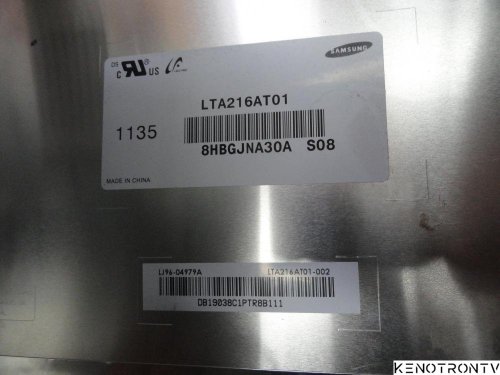 SAMSUNG
c US
LTA216AT01
1135
8HBGJNA30A S08
MADE IN CHINA
LJ96-04979A LTA216AT01-002
DB19038C1PTR8B111
KENOTRONTV